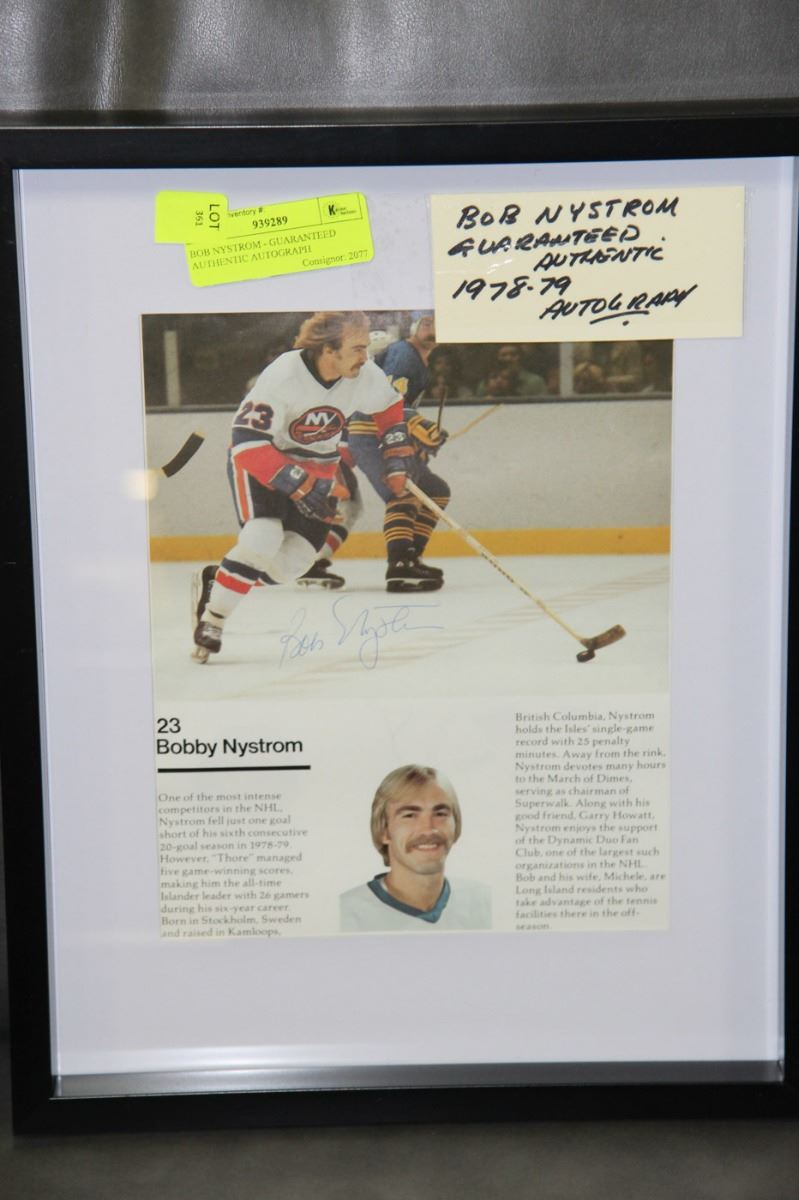 LOT
361
Inventory #:
939289
BOB NYSTROM - GUARANTEED
AUTHENTIC AUTOGRAPH
Consignor: 2077
BOB NYSTROM
GUARANTEED
AUTHENTIC
1978-79
AUTOGRAPH
23
NY
23
Bob Nystrom
23
Bobby Nystrom
One of the most intense
competitors in the NHL,
Nystrom fell just one goal
short of his sixth consecutive
20-goal season in 1978-79.
However, "Thore" managed
five game-winning scores,
making him the all-time
Islander leader with 26 gamers
during his six-year career.
Born in Stockholm, Sweden
and raised in Kamloops,
British Columbia, Nystrom
holds the Isles' single-game
record with 25 penalty
minutes. Away from the rink,
Nystrom devotes many hours
to the March of Dimes,
serving as chairman of
Superwalk. Along with his
good friend, Garry Howatt,
Nystrom enjoys the support
of the Dynamic Duo Fan
Club, one of the largest such
organizations in the NHL.
Bob and his wife, Michele, are
Long Island residents who
take advantage of the tennis
facilities there in the off-
season.